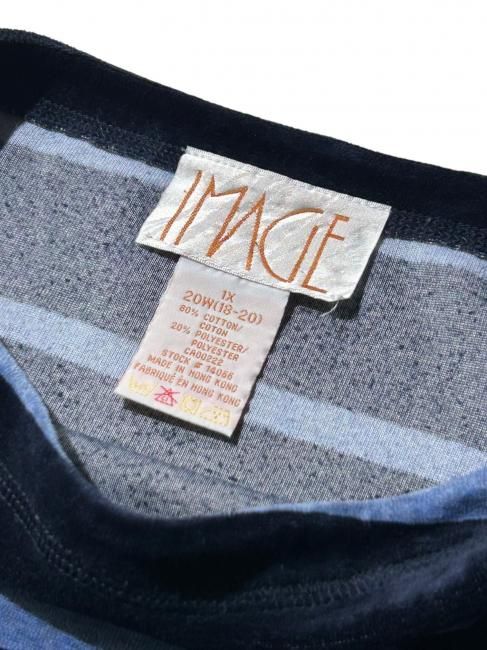 IMAGE
1X
20W(18-20)
80% COTTON/
COTON
20% POLYESTER/
POLYESTER
CA00222
STOCK # 14066
MADE IN HONG KONG
FABRIQUÉ EN HONG KONG